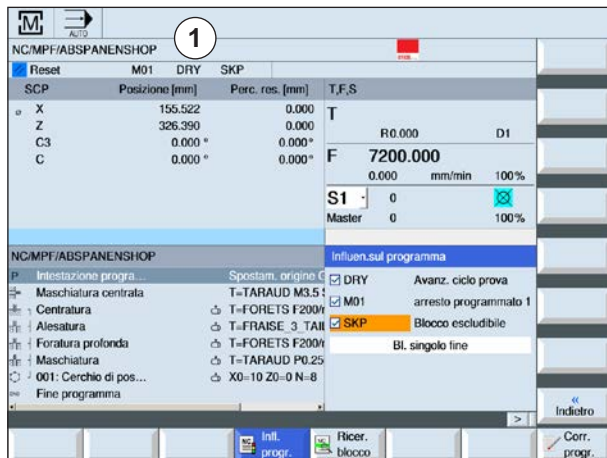 M
AUTO
1
NC/MPF/ABSPANENSHOP
Reset M01 DRY SKP
SCP Posizione [mm] Perc. res. [mm] T,F,S
X 155.522 0.000
Z 326.390 0.000
C3 0.000 ° 0.000°
C 0.000 ° 0.000°
T
R0.000 D1
F 7200.000
0.000 mm/min 100%
S1 0
Master 0 100%
NC/MPF/ABSPANENSHOP
P Intestazione progra... Spostam. origine G
Maschiatura centrata T=TARAUD M3.5
Centratura T=FORETS F200/
Alesatura T=FRAISE_3_TAIL
Foratura profonda T=FORETS F200/
Maschiatura T=TARAUD P0.25
001: Cerchio di pos... X0=10 Z0=0 N=8
Fine programma
Influen.sul programma
DRY Avanz. ciclo prova
M01 arresto programmato 1
SKP Blocco escludibile
Bl. singolo fine
«
Indietro
>
NC Infl. progr.
NC Ricer. blocco
Corr. progr.